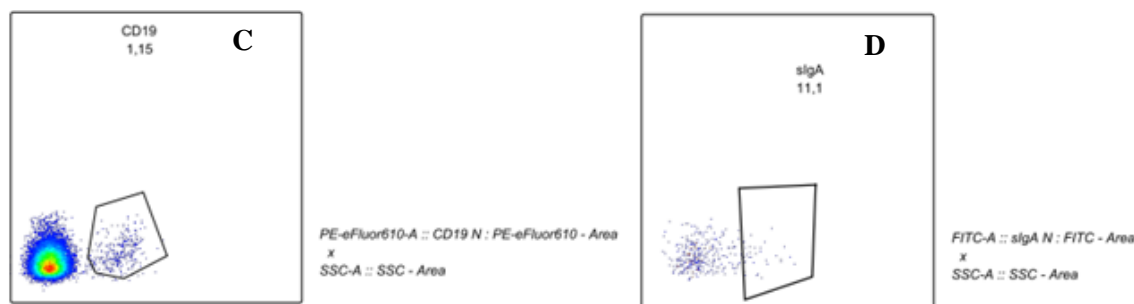 CD19
1,15
C
PE-eFluor610-A :: CD19 N : PE-eFluor610 - Area
x
SSC-A :: SSC - Area
sIgA
11,1
D
FITC-A :: sIgA N : FITC - Area
x
SSC-A :: SSC - Area